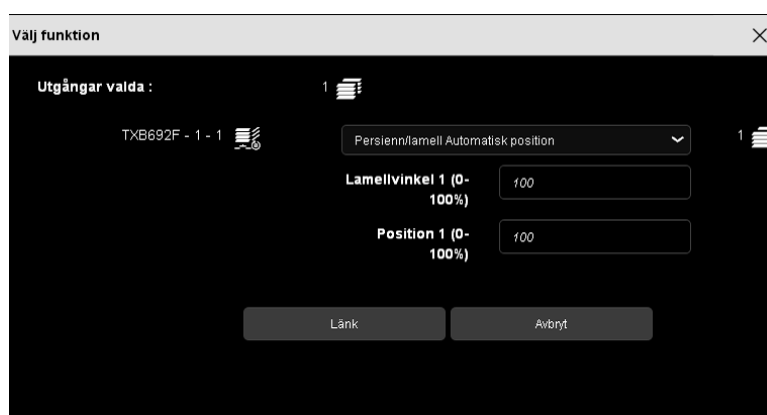 Välj funktion
Utgångar valda :
1
TXB692F - 1 - 1
Persienn/lamell Automatisk position
1
Lamellvinkel 1 (0-
100%)
100
Position 1 (0-
100%)
100
Länk
Avbryt